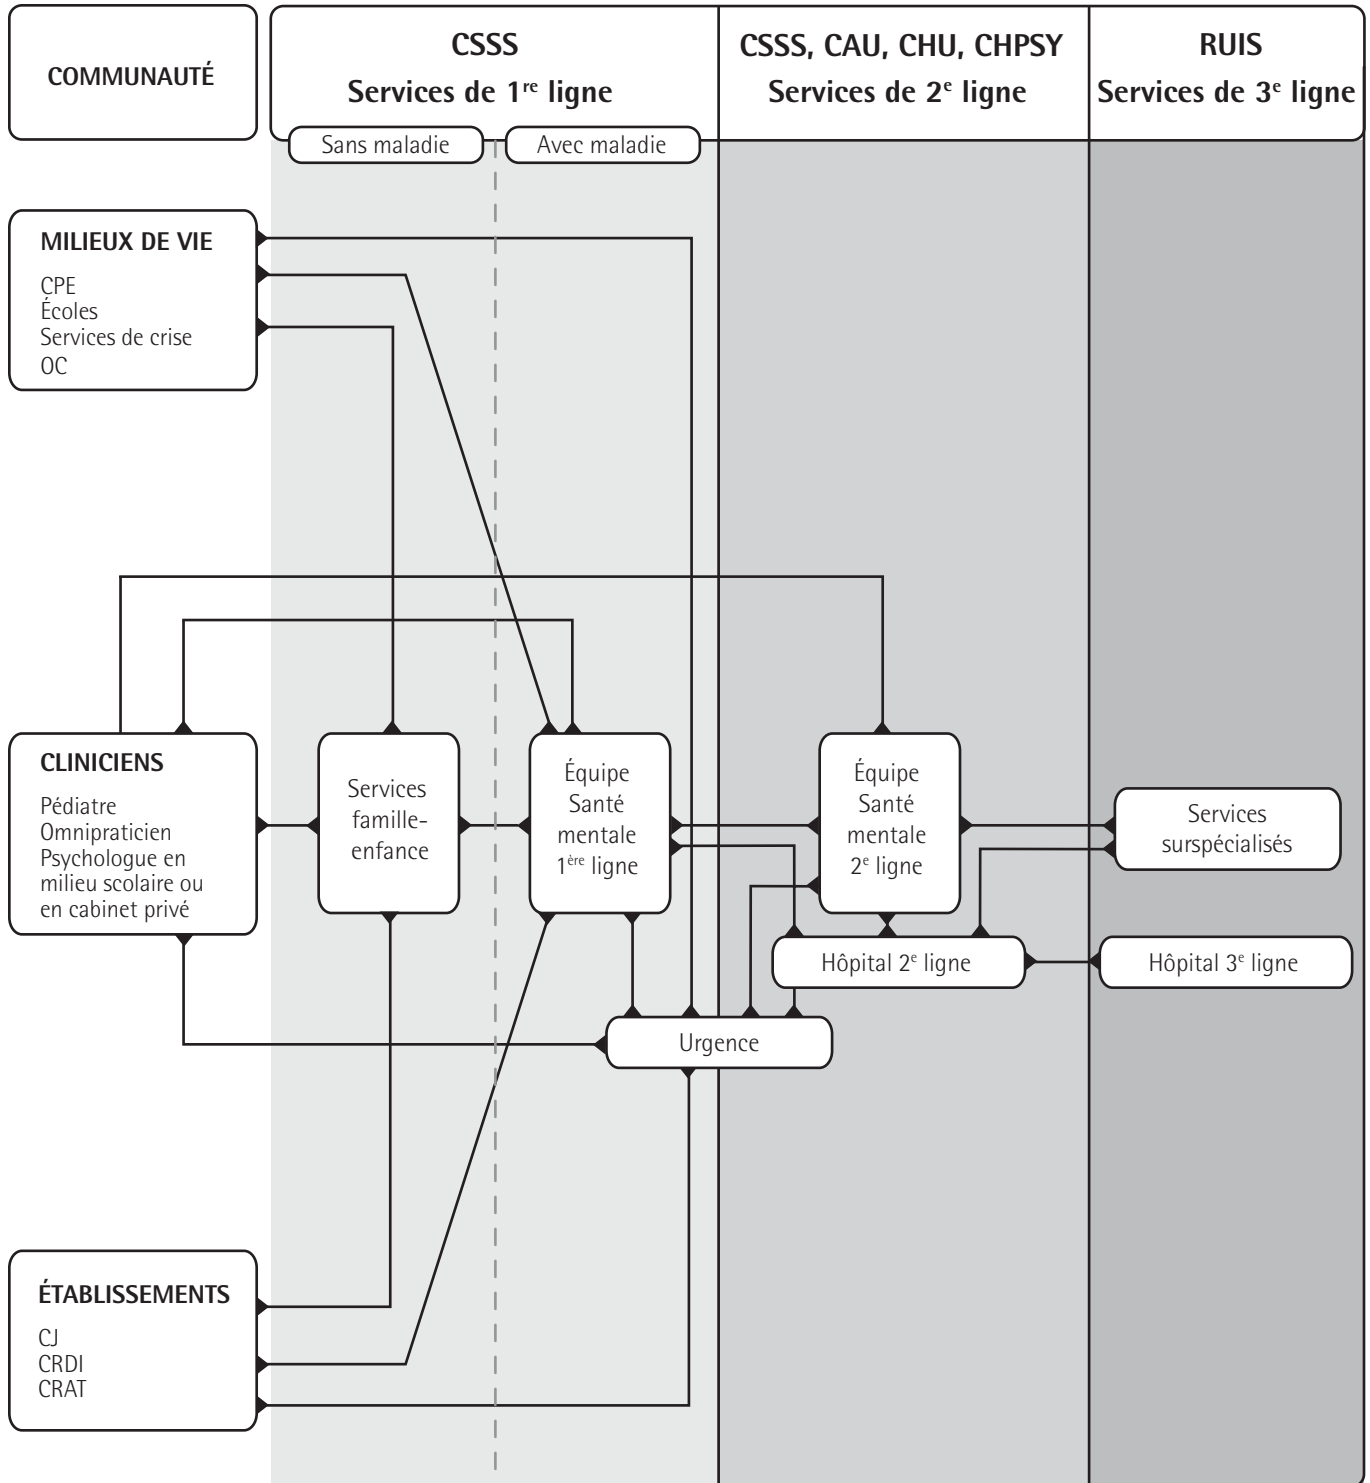 COMMUNAUTÉ
CSSS
Services de 1re ligne
CSSS, CAU, CHU, CHPSY
Services de 2e ligne
RUIS
Services de 3e ligne
Sans maladie
Avec maladie
MILIEUX DE VIE
CPE
Écoles
Services de crise
OC
CLINICIENS
Pédiatre
Omnipraticien
Psychologue en
milieu scolaire ou
en cabinet privé
Services
famille-
enfance
Équipe
Santé
mentale
1ère ligne
Équipe
Santé
mentale
2e ligne
Services
surspécialisés
Hôpital 2e ligne
Hôpital 3e ligne
Urgence
ÉTABLISSEMENTS
CJ
CRDI
CRAT